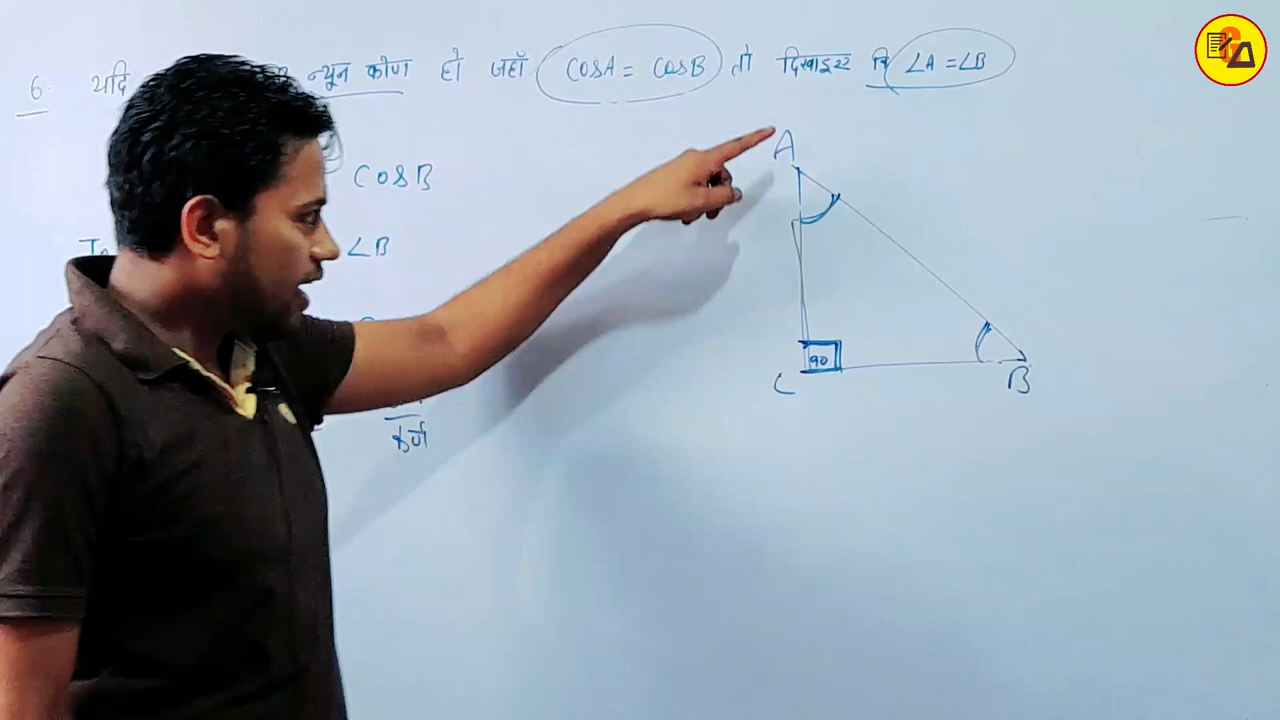 6. यदि न्यून कोण हो जहाँ COSA = COSB तो दिखाइए कि ∠A = ∠B
COSB
∠B
कर्ण
A
90
C B